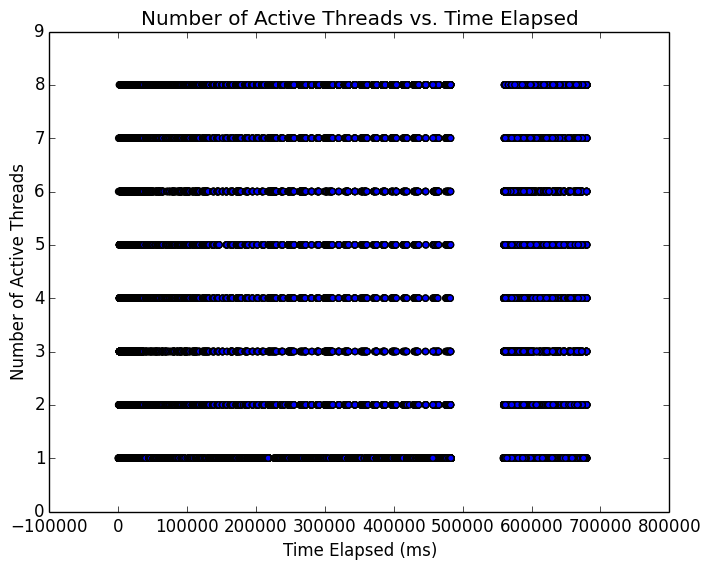 Number of Active Threads vs. Time Elapsed
9
8
7
6
5
4
3
2
1
0
Number of Active Threads
−100000 0 100000 200000 300000 400000 500000 600000 700000 800000
Time Elapsed (ms)